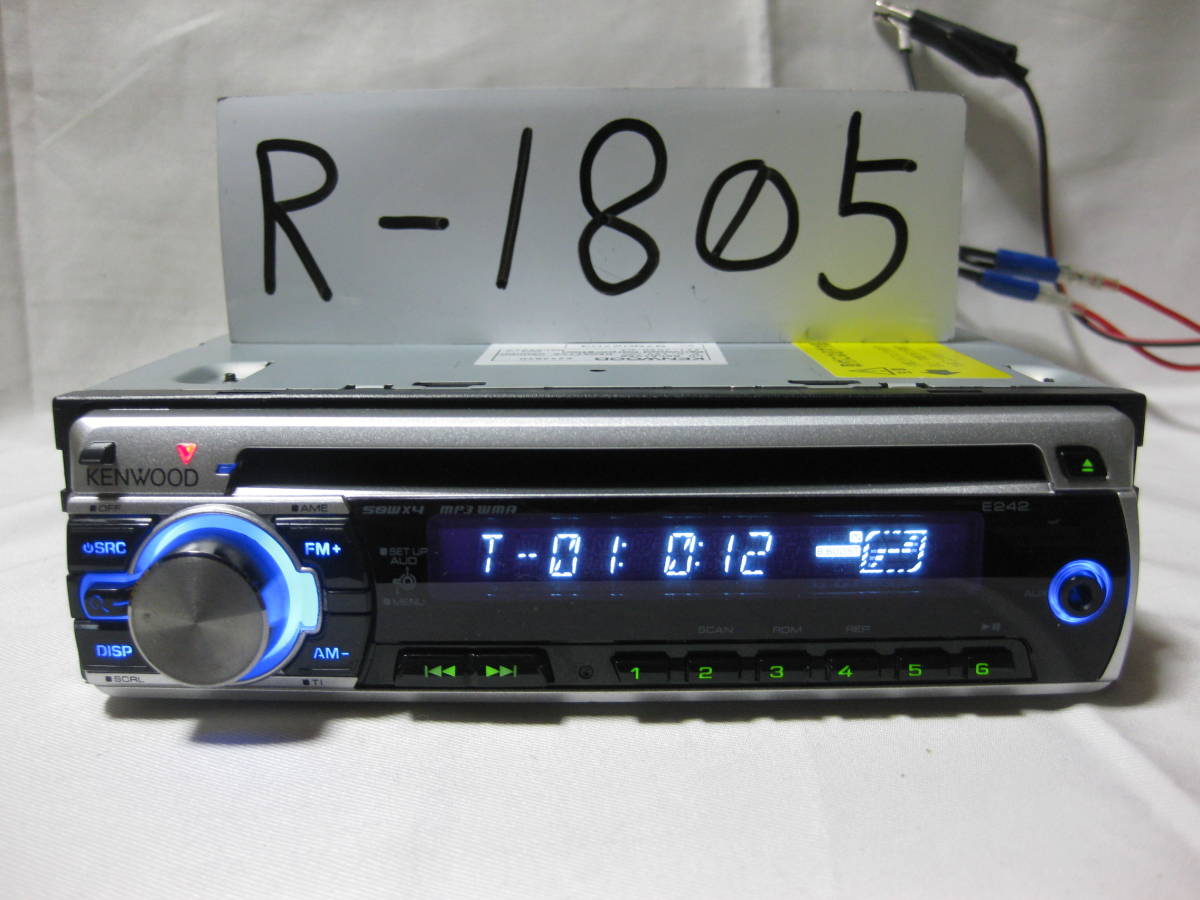 R-1805
KENWOOD
KENWOOD
OFF
AME
50WX4 MP3 WMA
E242
SRC
FM+
SET UP
AUD
MENU
T-01: 0:12
AUX
DISP
AM-
SCRL
TI
SCAN RDM REP
1 2 3 4 5 6